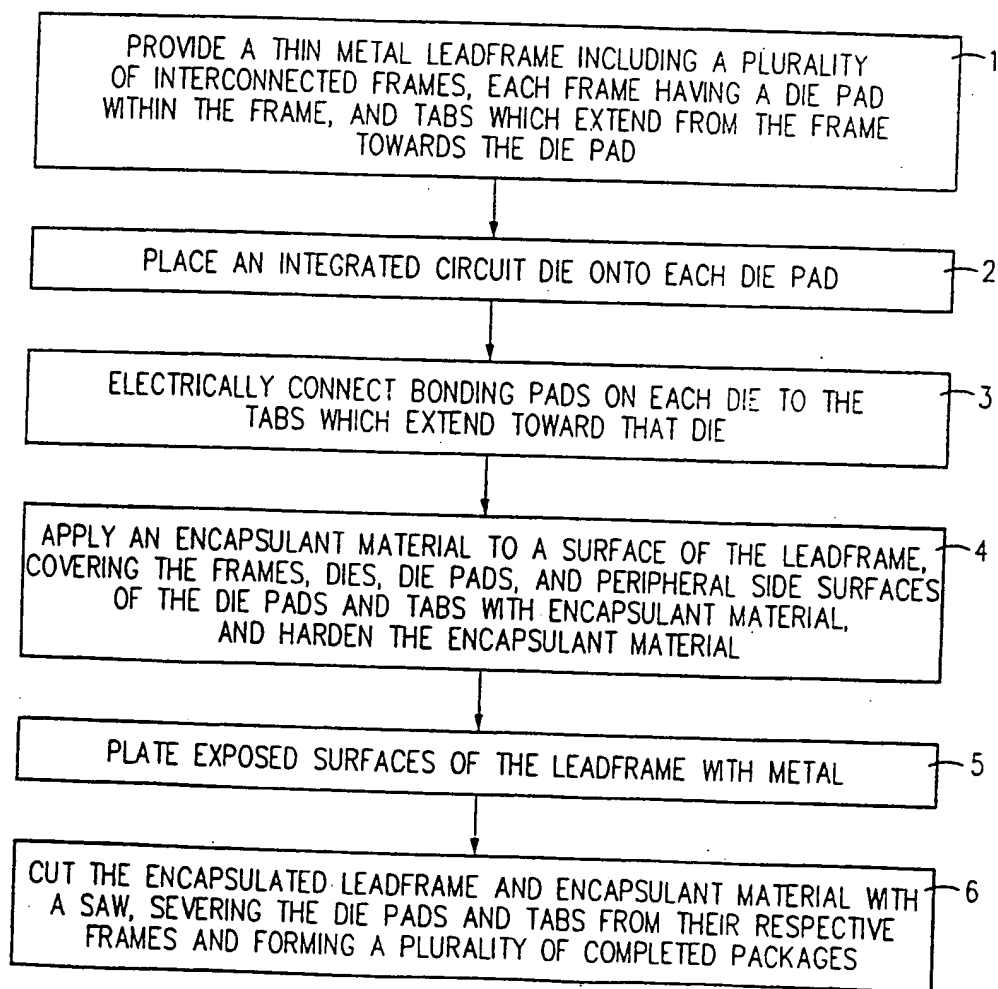 PROVIDE A THIN METAL LEADFRAME INCLUDING A PLURALITY
OF INTERCONNECTED FRAMES, EACH FRAME HAVING A DIE PAD
WITHIN THE FRAME, AND TABS WHICH EXTEND FROM THE FRAME
TOWARDS THE DIE PAD
1
PLACE AN INTEGRATED CIRCUIT DIE ONTO EACH DIE PAD
2
ELECTRICALLY CONNECT BONDING PADS ON EACH DIE TO THE
TABS WHICH EXTEND TOWARD THAT DIE
3
APPLY AN ENCAPSULANT MATERIAL TO A SURFACE OF THE LEADFRAME,
COVERING THE FRAMES, DIES, DIE PADS, AND PERIPHERAL SIDE SURFACES
OF THE DIE PADS AND TABS WITH ENCAPSULANT MATERIAL,
AND HARDEN THE ENCAPSULANT MATERIAL
4
PLATE EXPOSED SURFACES OF THE LEADFRAME WITH METAL
5
CUT THE ENCAPSULATED LEADFRAME AND ENCAPSULANT MATERIAL WITH
A SAW, SEVERING THE DIE PADS AND TABS FROM THEIR RESPECTIVE
FRAMES AND FORMING A PLURALITY OF COMPLETED PACKAGES
6